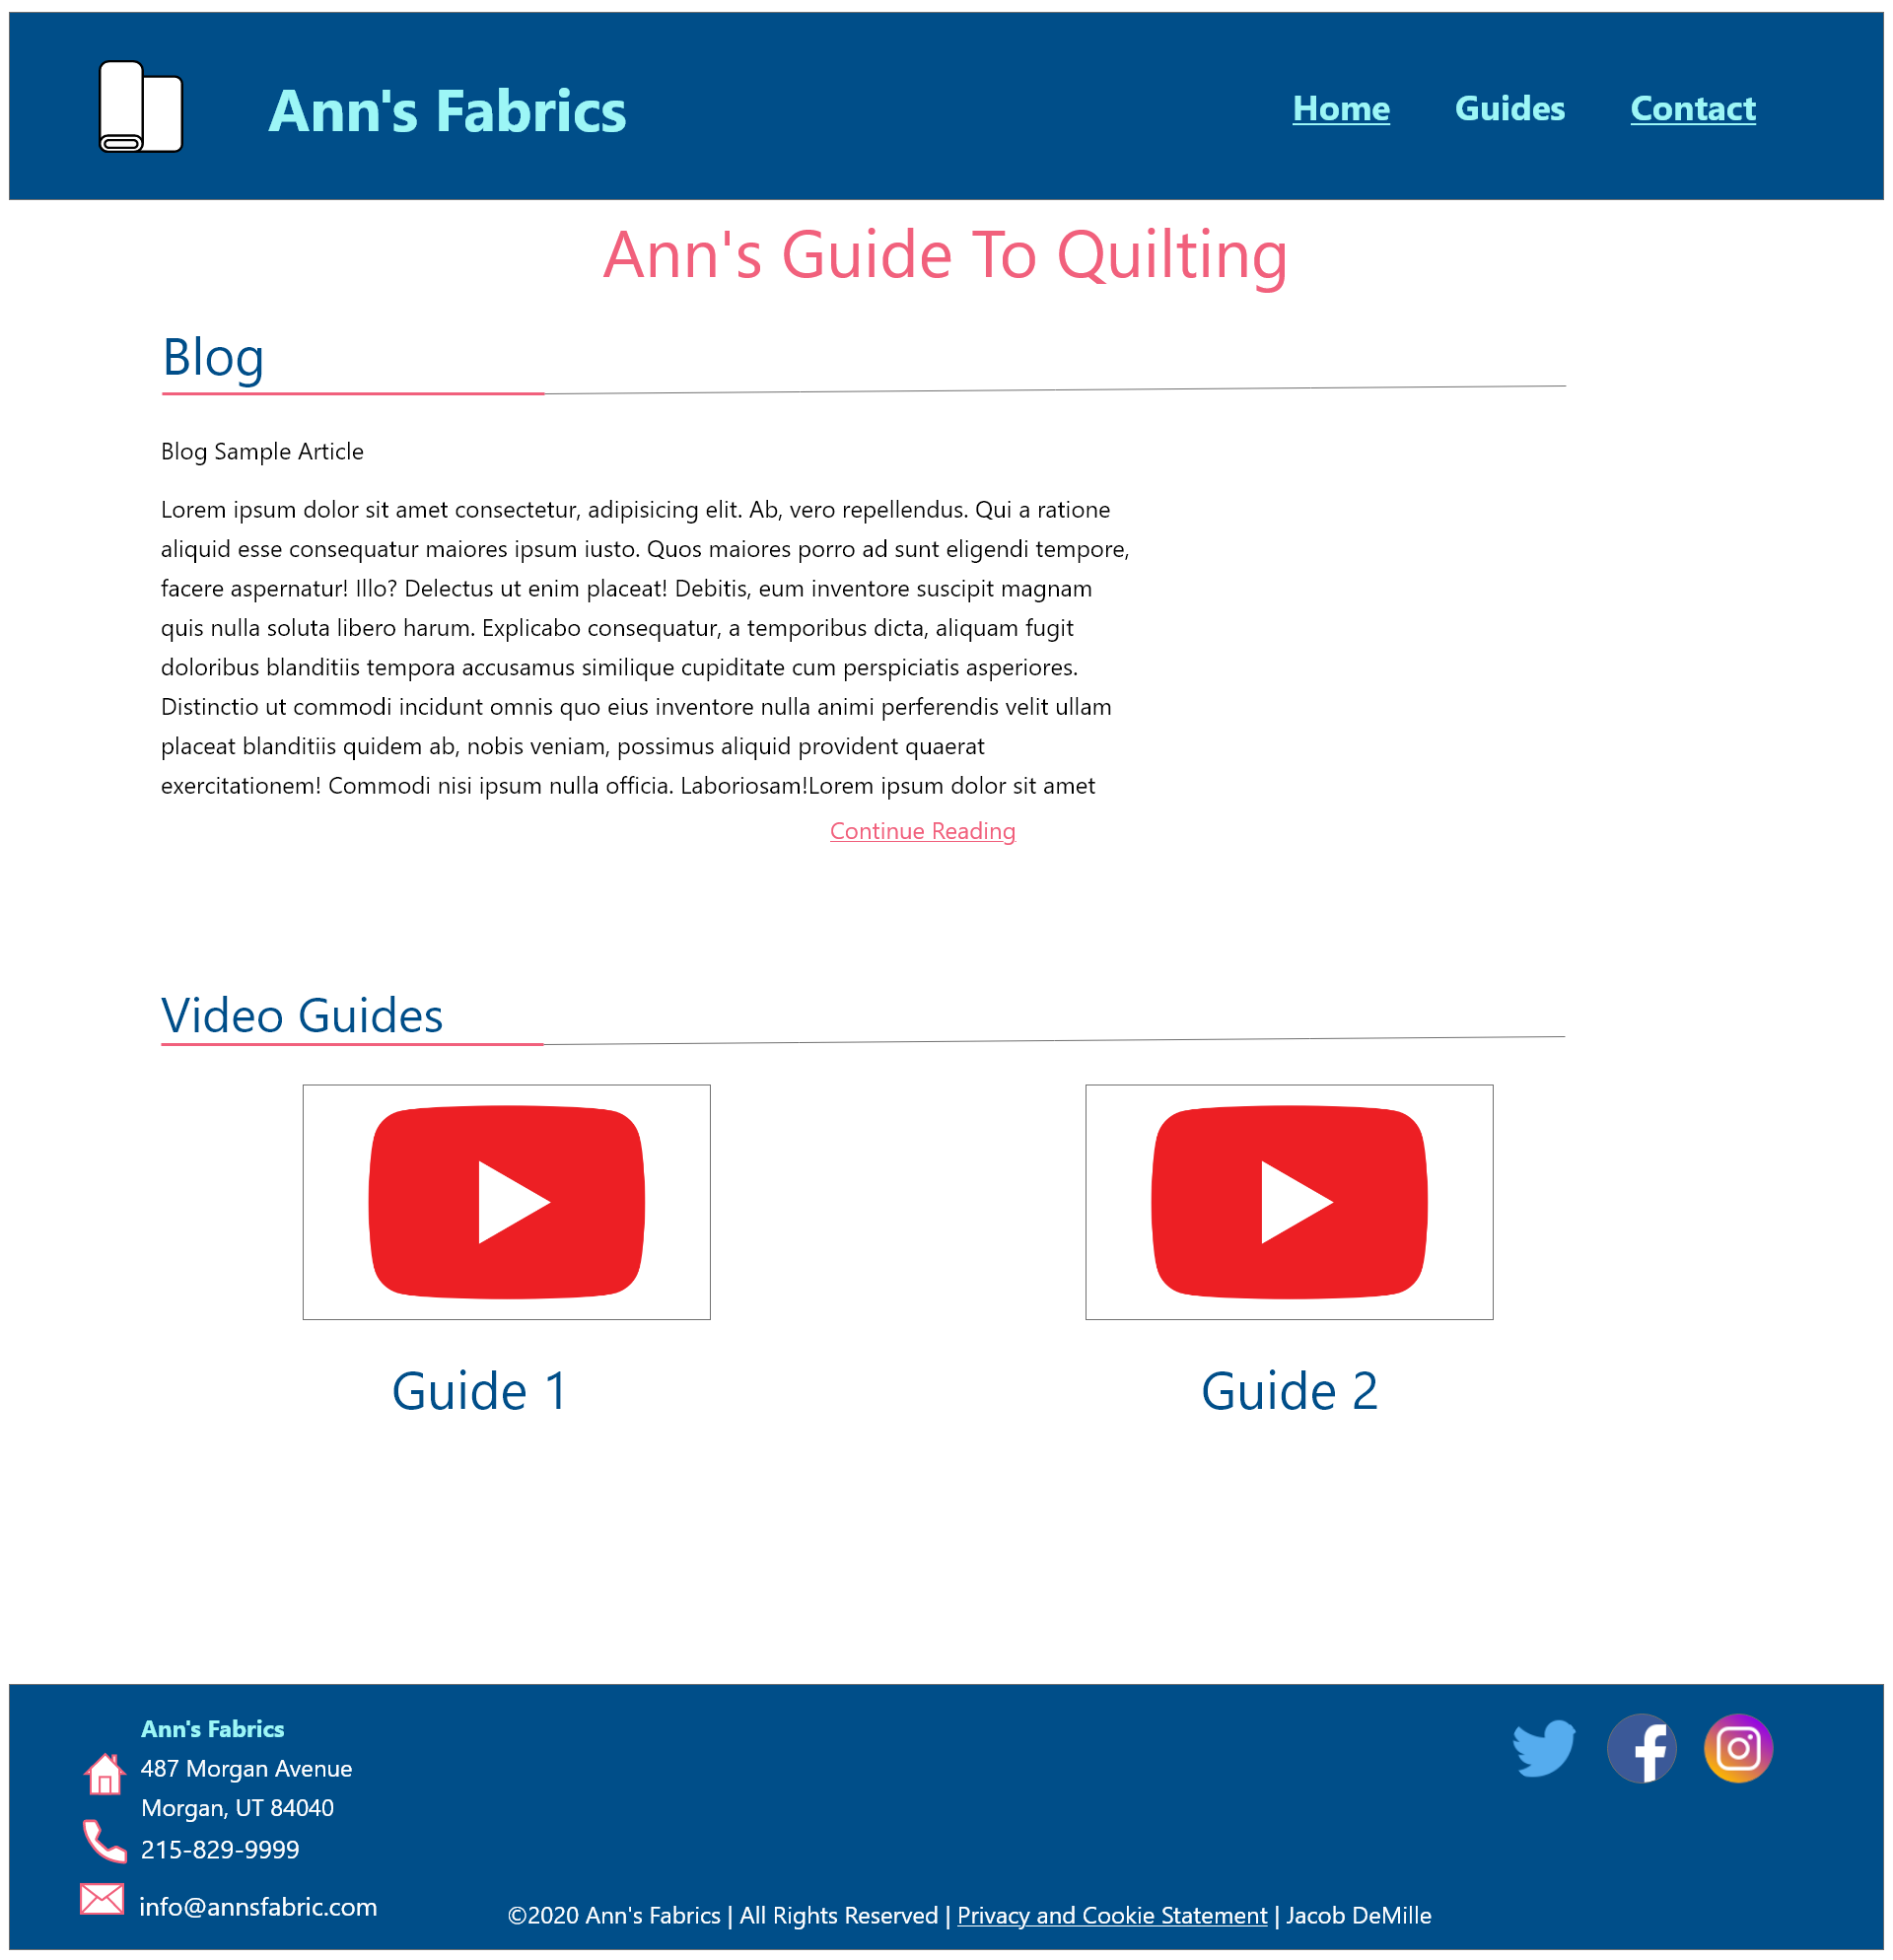 Ann's Fabrics
Home Guides Contact
Ann's Guide To Quilting
Blog
Blog Sample Article
Lorem ipsum dolor sit amet consectetur, adipisicing elit. Ab, vero repellendus. Qui a ratione
aliquid esse consequatur maiores ipsum iusto. Quos maiores porro ad sunt eligendi tempore,
facere aspernatur! Illo? Delectus ut enim placeat! Debitis, eum inventore suscipit magnam
quis nulla soluta libero harum. Explicabo consequatur, a temporibus dicta, aliquam fugit
doloribus blanditiis tempora accusamus similique cupiditate cum perspiciatis asperiores.
Distinctio ut commodi incidunt omnis quo eius inventore nulla animi perferendis velit ullam
placeat blanditiis quidem ab, nobis veniam, possimus aliquid provident quaerat
exercitationem! Commodi nisi ipsum nulla officia. Laboriosam!Lorem ipsum dolor sit amet
Continue Reading
Video Guides
Guide 1
Guide 2
Ann's Fabrics
487 Morgan Avenue
Morgan, UT 84040
215-829-9999
info@annsfabric.com
©2020 Ann's Fabrics | All Rights Reserved | Privacy and Cookie Statement | Jacob DeMille